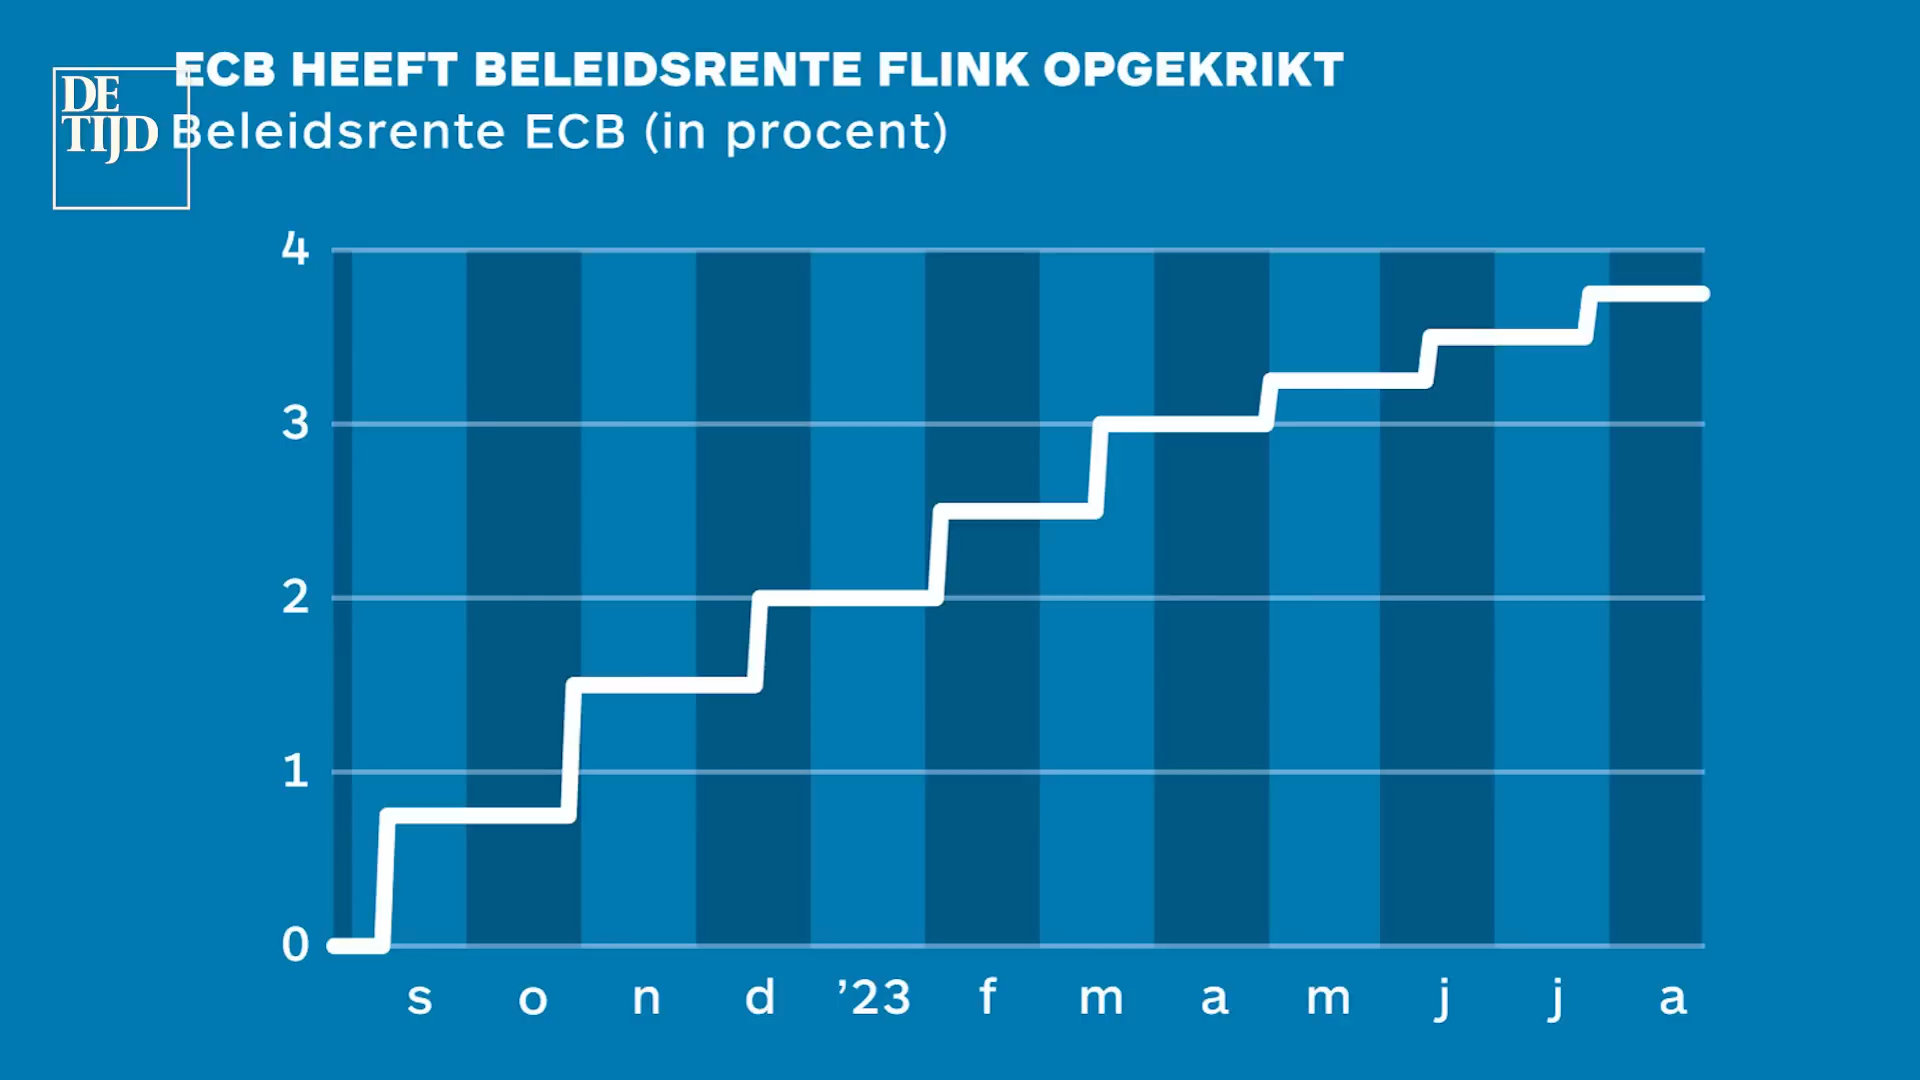 ECB HEEFT BELEIDSRENTE FLINK OPGEKRIKT
DE
TIJD
Beleidsrente ECB (in procent)
4
3
2
1
0
s o n d ’23 f m a m j j a